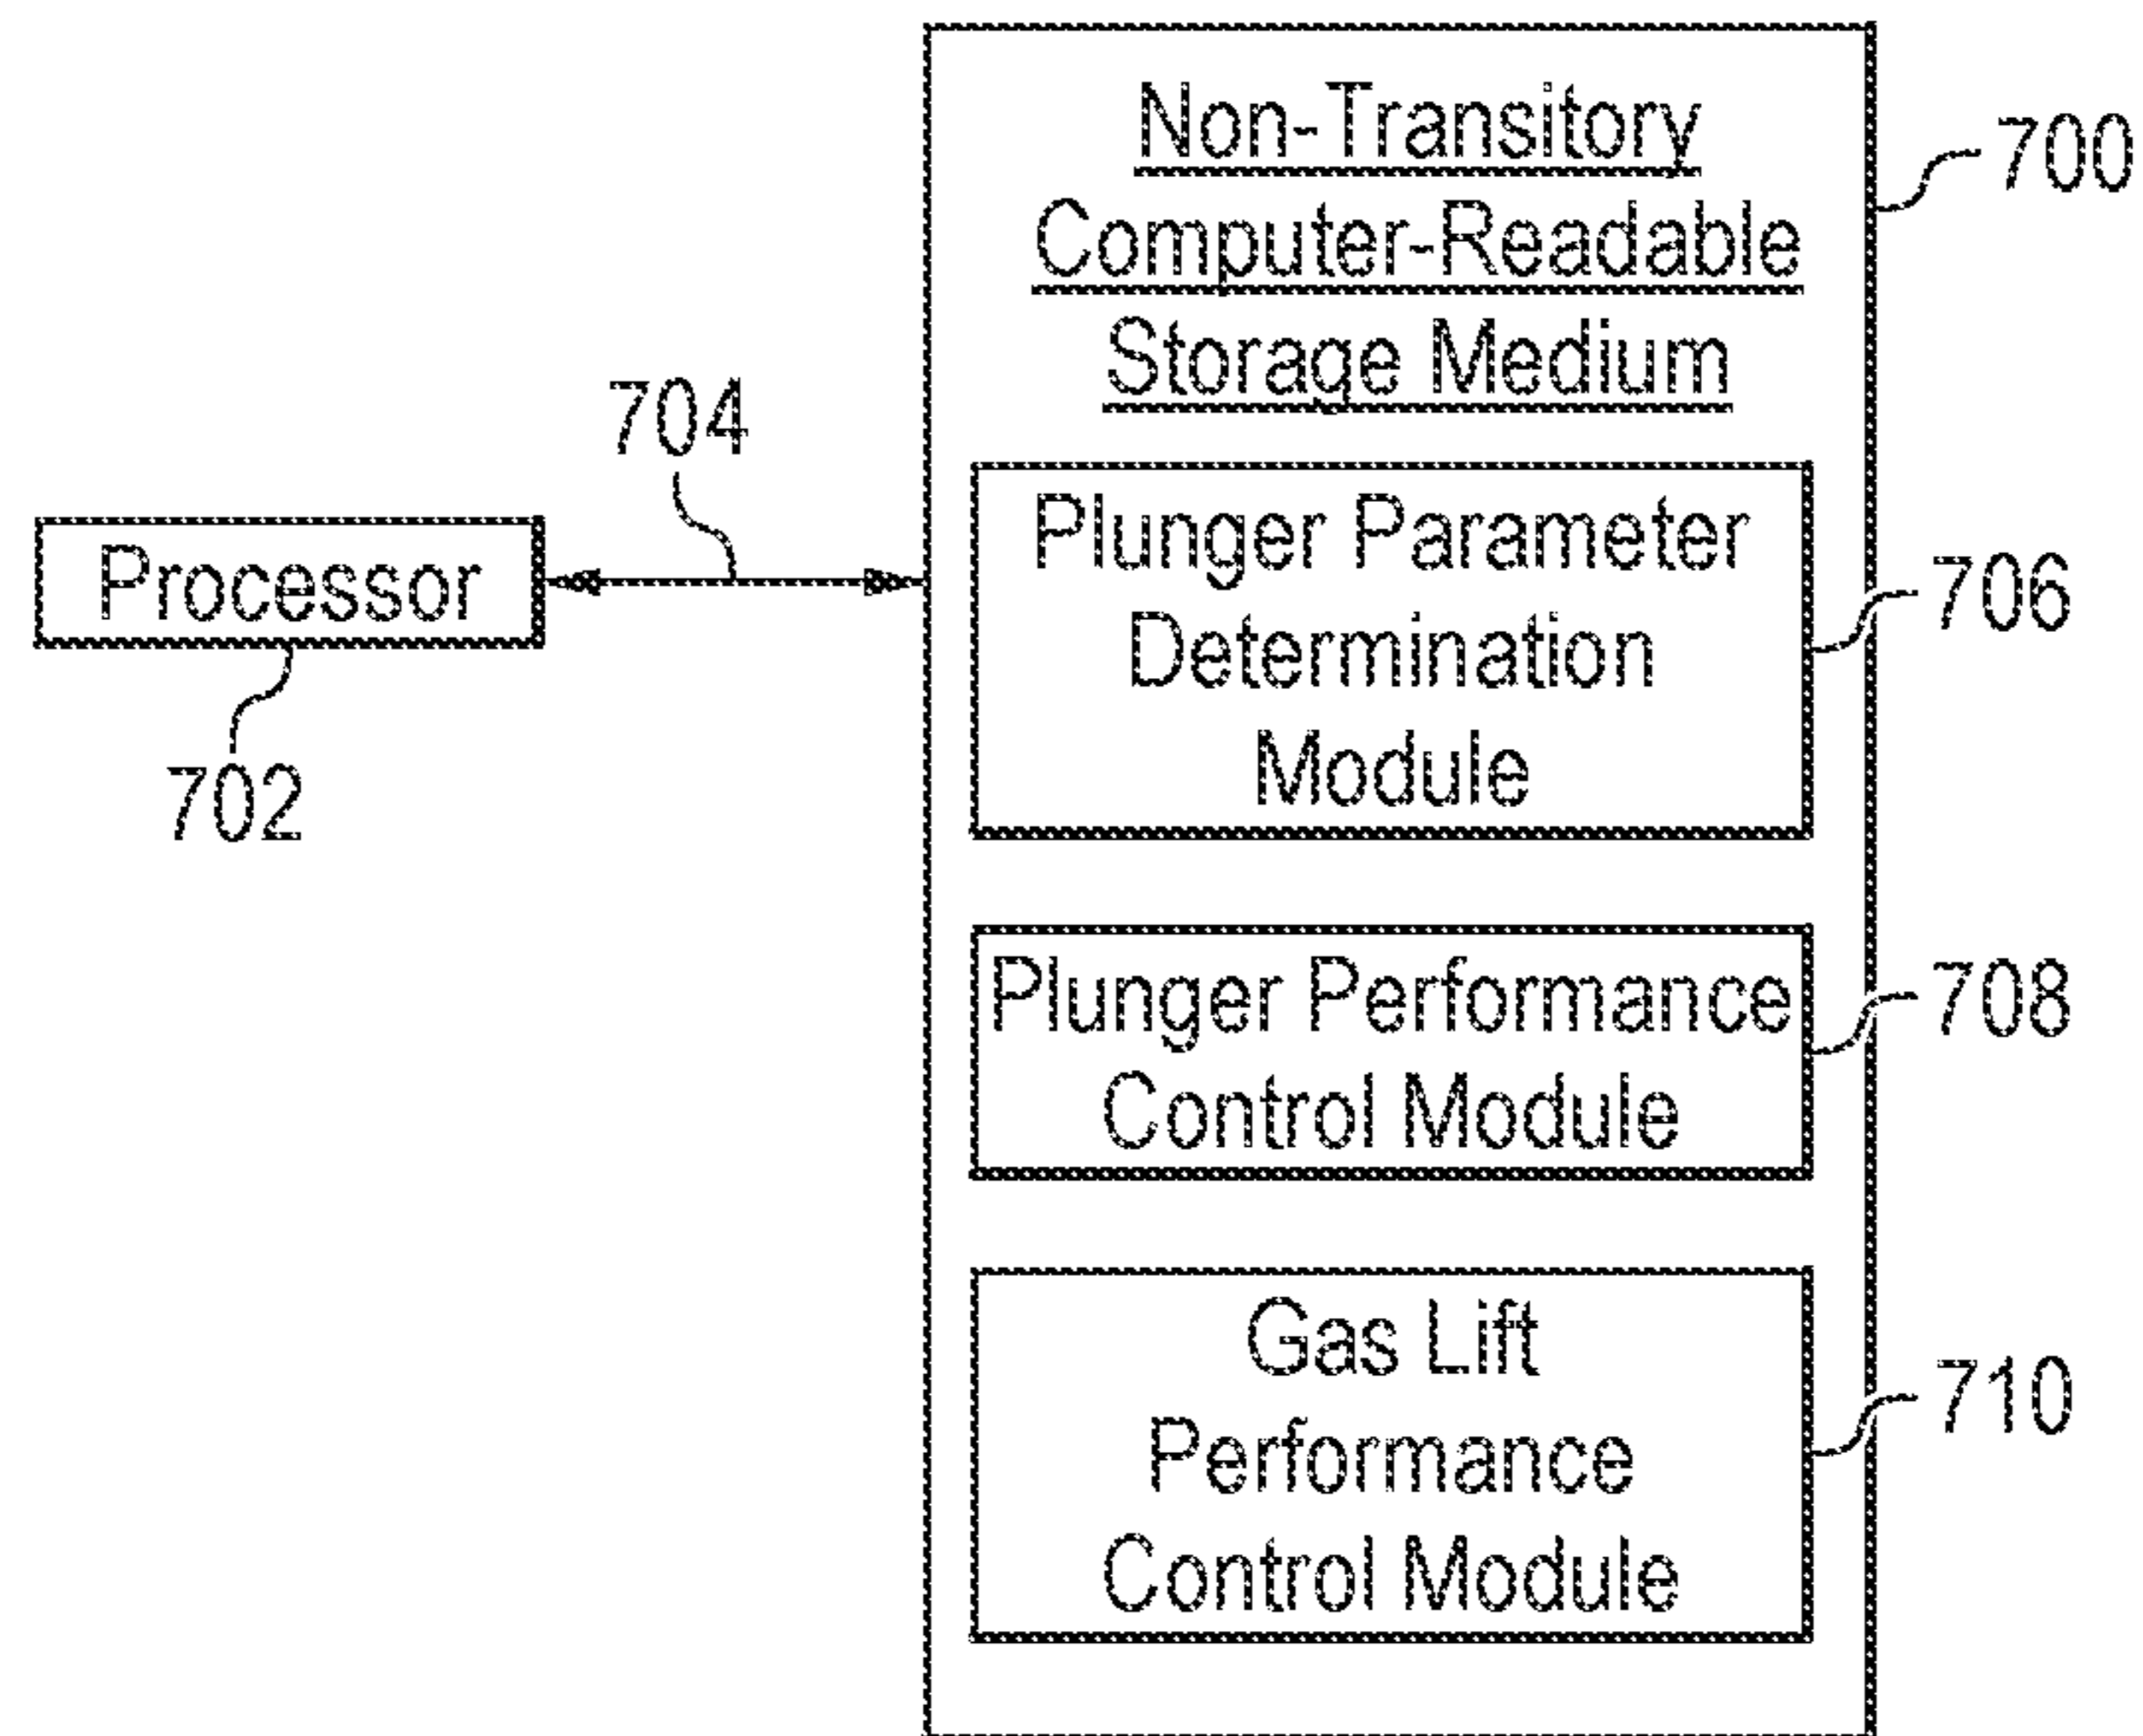 Non-Transitory
Computer-Readable
Storage Medium
700
704
Processor
702
Plunger Parameter
Determination
Module
706
Plunger Performance
Control Module
708
Gas Lift
Performance
Control Module
710